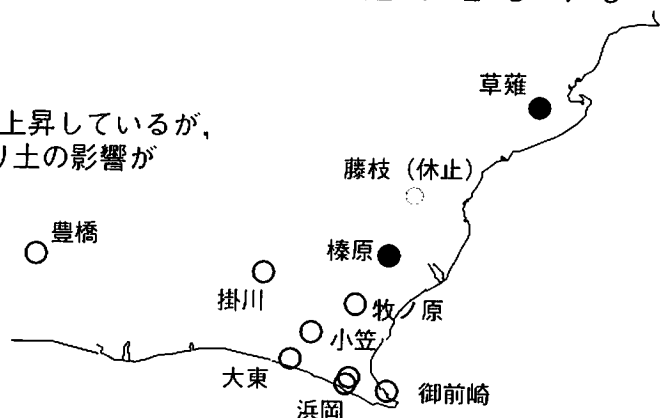 草薙
上昇しているが,
り土の影響が
藤枝（休止）
豊橋
榛原
掛川
牧ノ原
小笠
大東
御前崎
浜岡